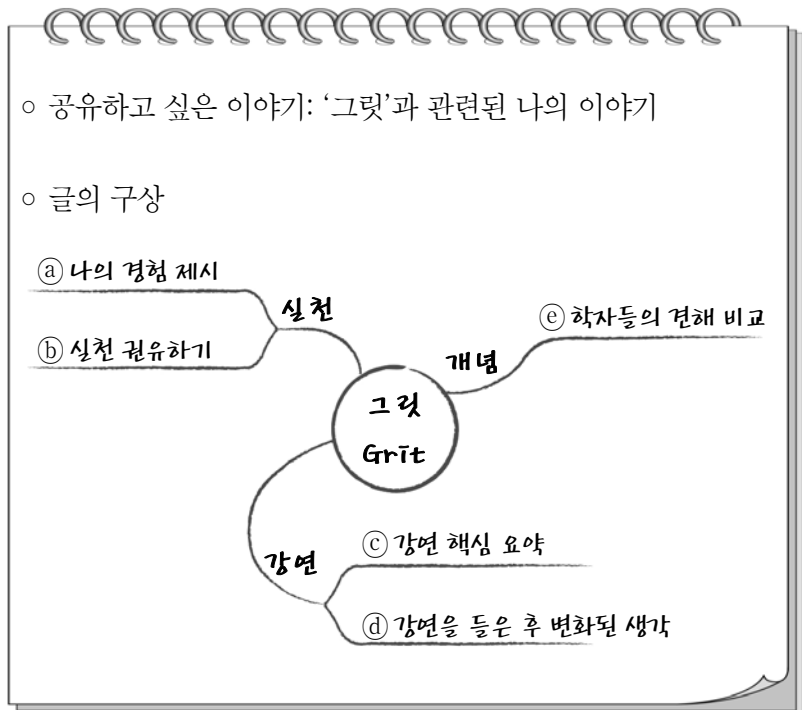 ○ 공유하고 싶은 이야기: ‘그릿’과 관련된 나의 이야기
○ 글의 구상
ⓐ 나의 경험 제시
실천
ⓑ 실천 권유하기
ⓔ 학자들의 견해 비교
개념
그릿
Grit
강연
ⓒ 강연 핵심 요약
ⓓ 강연을 들은 후 변화된 생각